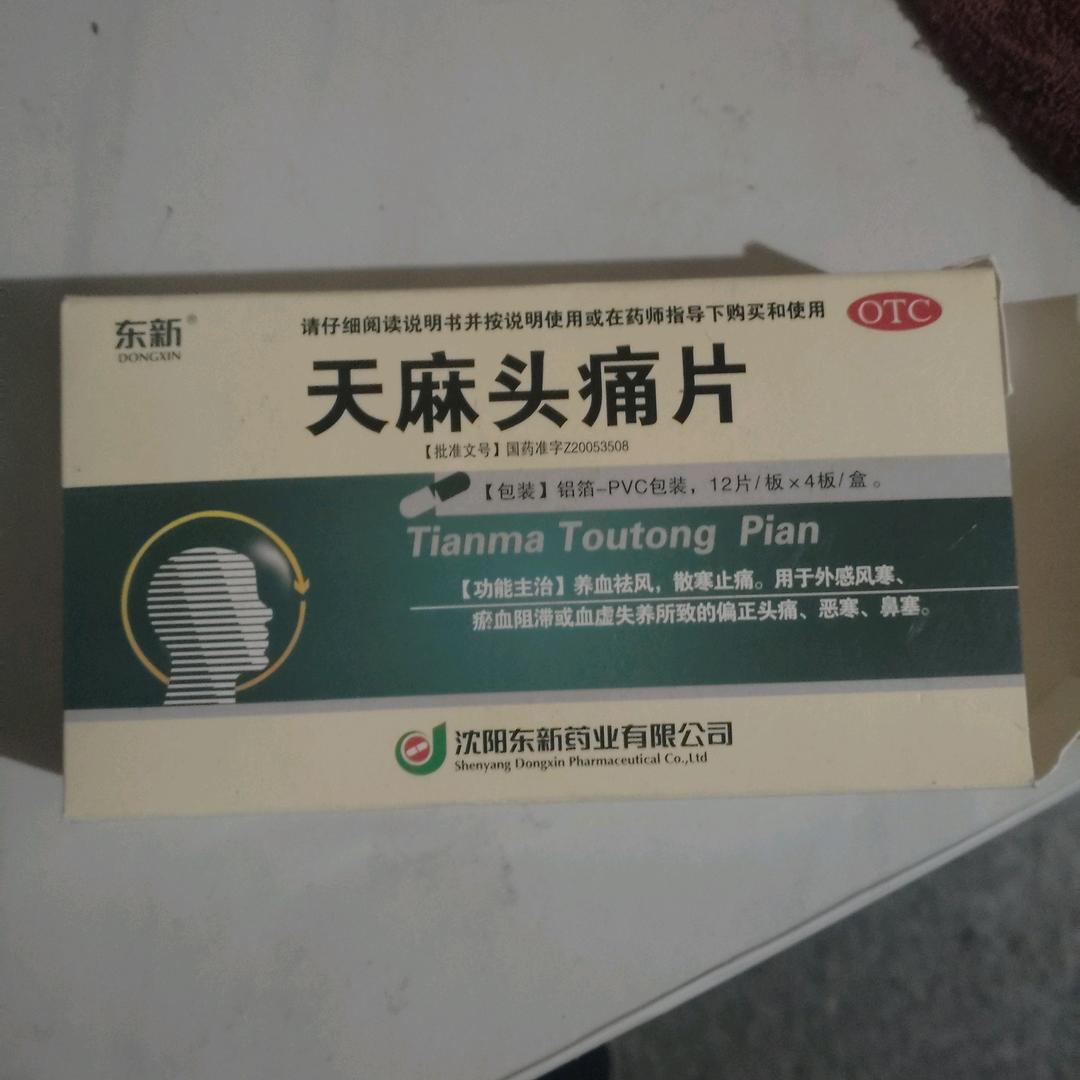 东新®
DONGXIN
请仔细阅读说明书并按说明使用或在药师指导下购买和使用
OTC
天麻头痛片
【批准文号】国药准字Z20053508
【包装】铝箔-PVC包装，12片/板×4板/盒。
Tianma Toutong Pian
【功能主治】养血祛风，散寒止痛。用于外感风寒、
瘀血阻滞或血虚失养所致的偏正头痛、恶寒、鼻塞。
沈阳东新药业有限公司
Shenyang Dongxin Pharmaceutical Co.,Ltd